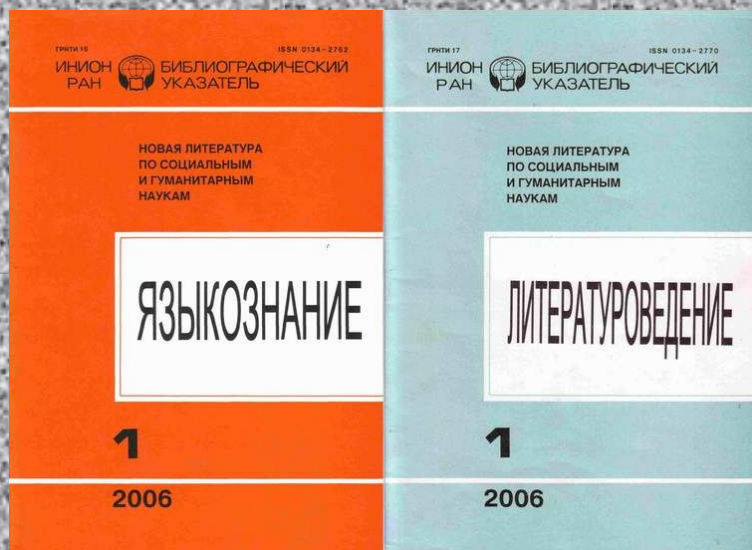 ГРНТИ 16 ISSN 0134-2762
ИНИОН БИБЛИОГРАФИЧЕСКИЙ
РАН УКАЗАТЕЛЬ
НОВАЯ ЛИТЕРАТУРА
ПО СОЦИАЛЬНЫМ
И ГУМАНИТАРНЫМ
НАУКАМ
ЯЗЫКОЗНАНИЕ
1
2006
ГРНТИ 17 ISSN 0134-2770
ИНИОН БИБЛИОГРАФИЧЕСКИЙ
РАН УКАЗАТЕЛЬ
НОВАЯ ЛИТЕРАТУРА
ПО СОЦИАЛЬНЫМ
И ГУМАНИТАРНЫМ
НАУКАМ
ЛИТЕРАТУРОВЕДЕНИЕ
1
2006